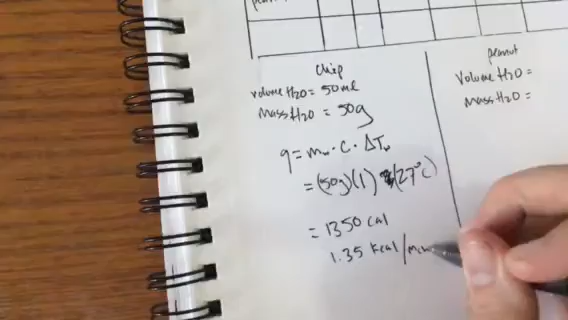 chip
volume H2O = 50ml
mass H2O = 50g
q = mw · C · ΔTw
= (50g)(1) (27°C)
= 1350 cal
1.35 kcal/
peanut
Volume H2O =
Mass H2O =